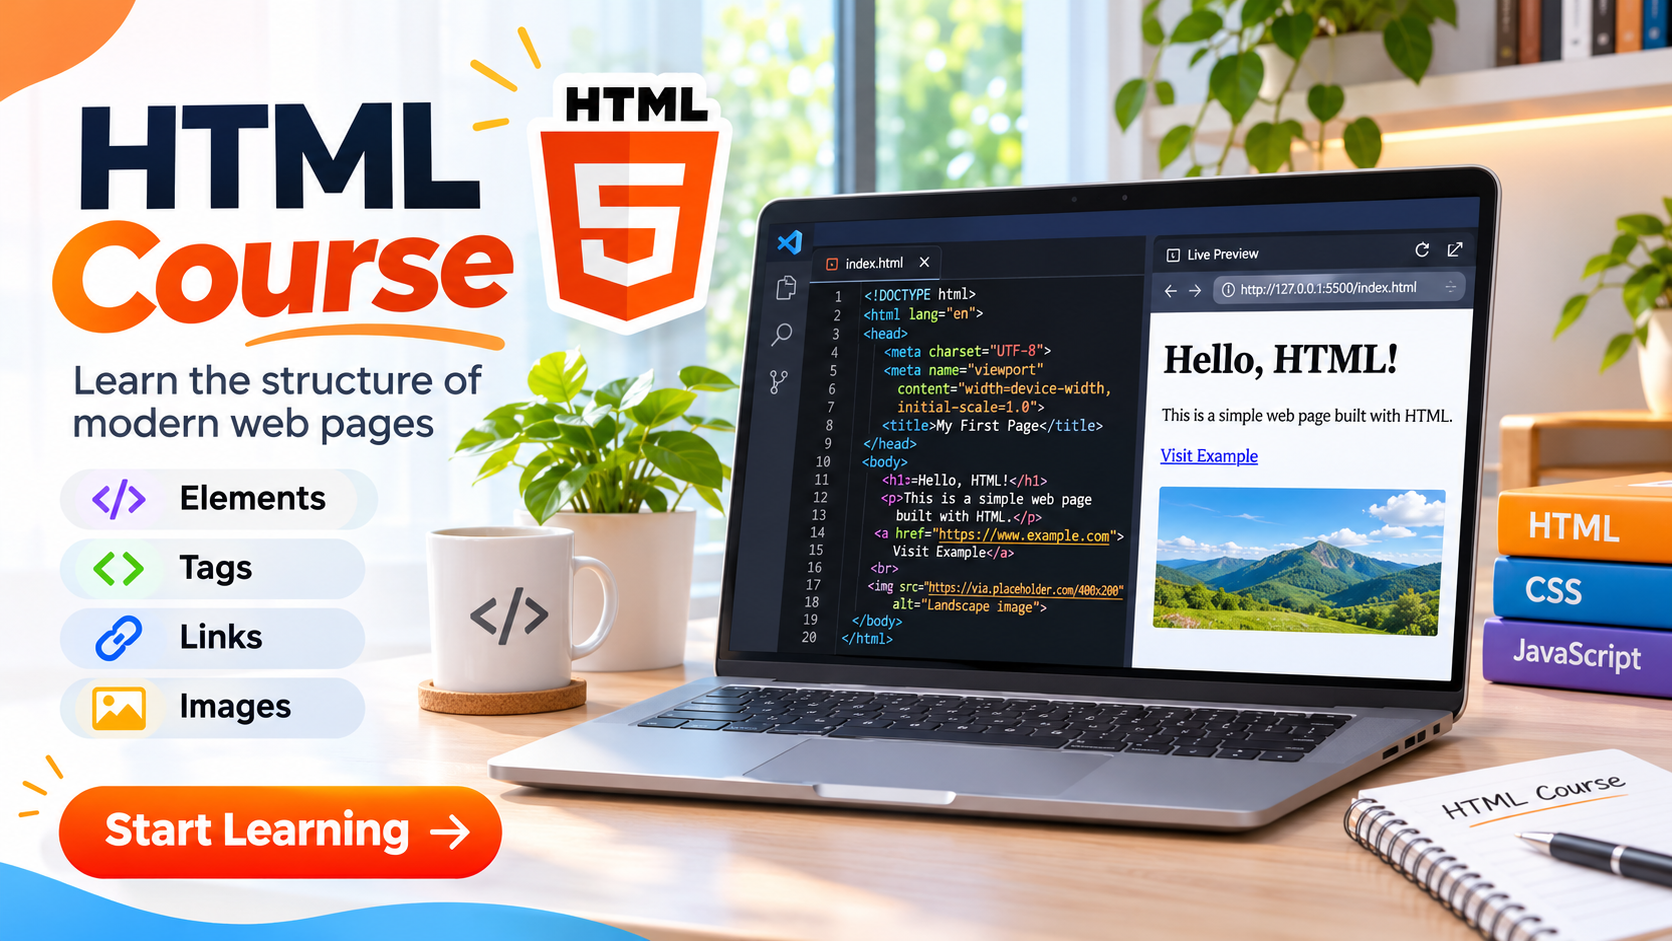 HTML
Course
HTML
5
Learn the structure of
modern web pages
</> Elements
<> Tags
Links
Images
Start Learning →
</>
index.html ×
1 <!DOCTYPE html>
2 <html lang="en">
3 <head>
4 <meta charset="UTF-8">
5 <meta name="viewport"
6 content="width=device-width,
7 initial-scale=1.0">
8 <title>My First Page</title>
9 </head>
10 <body>
11 <h1:=Hello, HTML!</h1>
12 <p>This is a simple web page
13 built with HTML.</p>
14 <a href="https://www.example.com">
15 Visit Example</a>
16 <br>
17 <img src="https://via.placeholder.com/400x200"
18 alt="Landscape image">
19 </body>
20 </html>
Live Preview
http://127.0.0.1:5500/index.html
Hello, HTML!
This is a simple web page built with HTML.
Visit Example
HTML
CSS
JavaScript
HTML Course